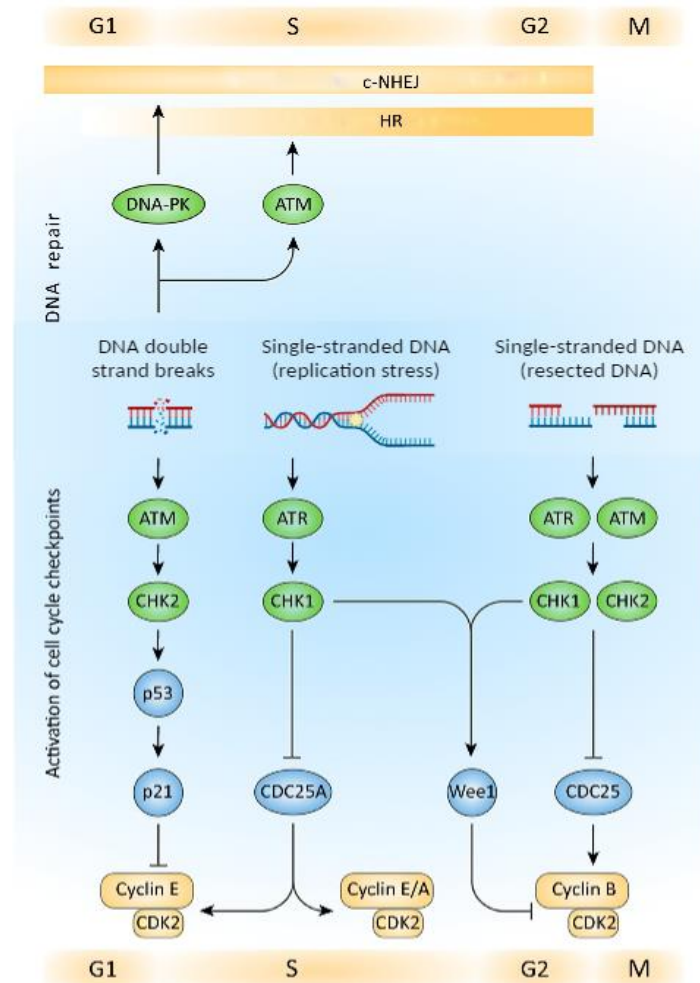 G1 S G2 M
c-NHEJ
HR
DNA-PK ATM
DNA repair
DNA double
strand breaks
Single-stranded DNA
(replication stress)
Single-stranded DNA
(resected DNA)
Activation of cell cycle checkpoints
ATM ATR ATR ATM
CHK2 CHK1 CHK1 CHK2
p53
p21 CDC25A Wee1 CDC25
Cyclin E Cyclin E/A Cyclin B
CDK2 CDK2 CDK2
G1 S G2 M